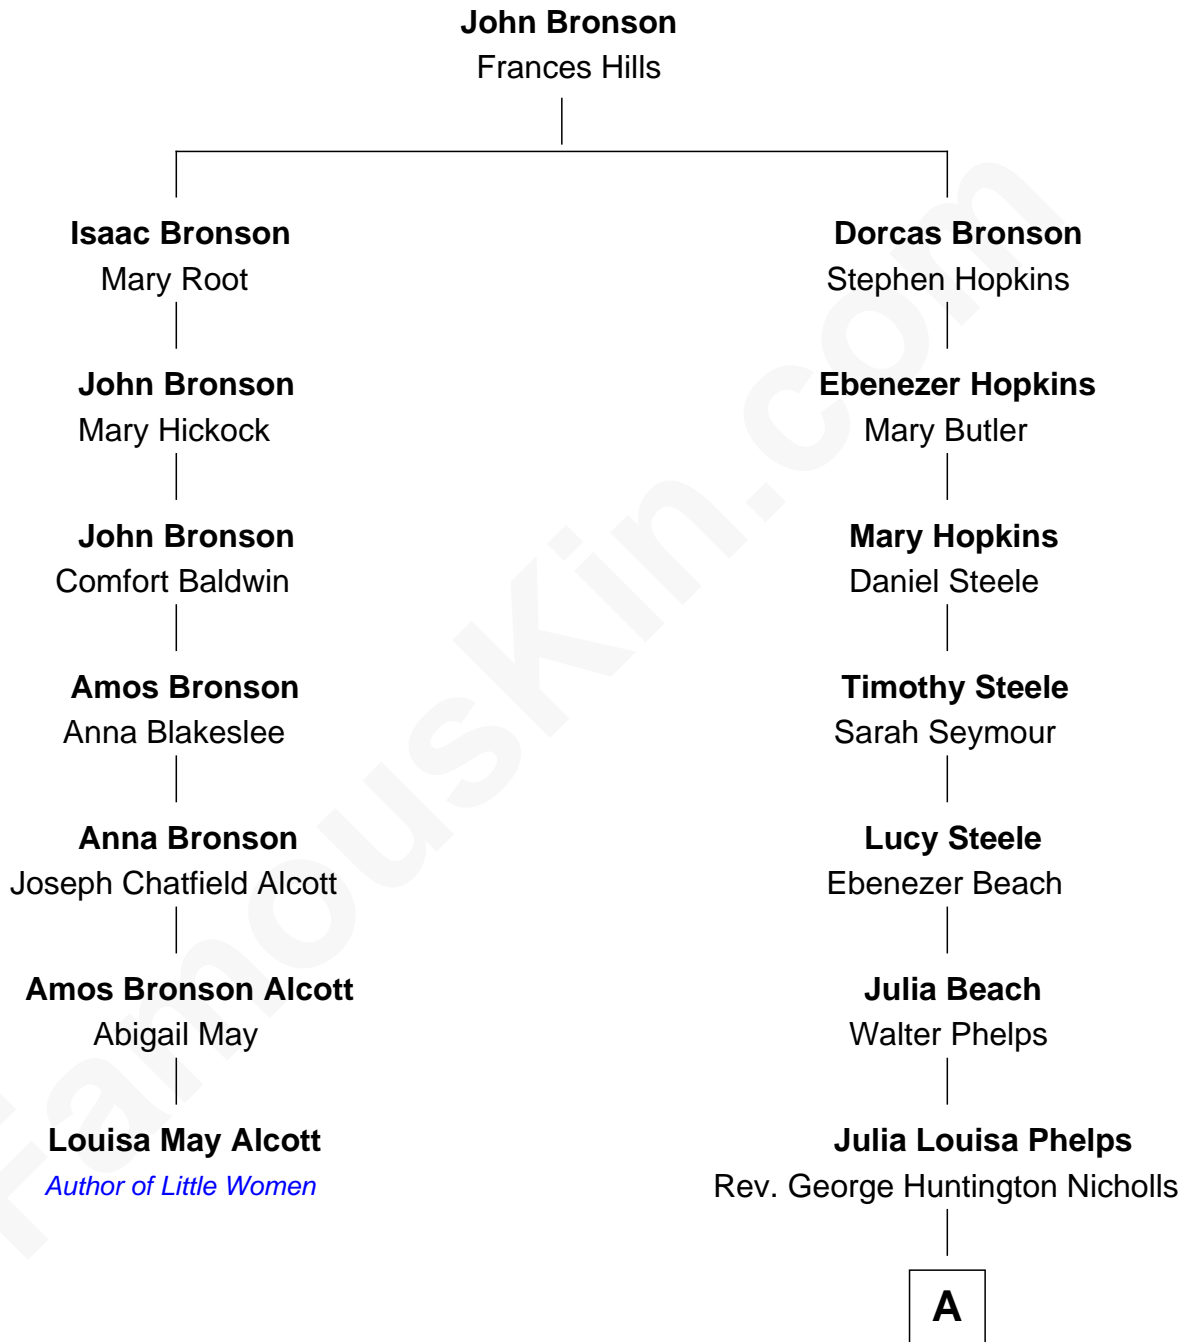 John Bronson
Frances Hills
Isaac Bronson
Mary Root
Dorcas Bronson
Stephen Hopkins
John Bronson
Mary Hickock
Ebenezer Hopkins
Mary Butler
John Bronson
Comfort Baldwin
Mary Hopkins
Daniel Steele
Amos Bronson
Anna Blakeslee
Timothy Steele
Sarah Seymour
Anna Bronson
Joseph Chatfield Alcott
Lucy Steele
Ebenezer Beach
Amos Bronson Alcott
Abigail May
Julia Beach
Walter Phelps
Louisa May Alcott
Author of Little Women
Julia Louisa Phelps
Rev. George Huntington Nicholls
A
FamousKin.com